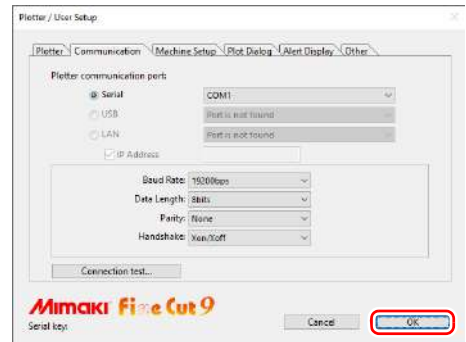 Plotter / User Setup
Plotter Communication Machine Setup Plot Dialog Alert Display Other
Plotter communication port:
Serial COM1
USB Port is not found
LAN Port is not found
IP Address
Baud Rate: 19200bps
Data Length: 8bits
Parity: None
Handshake: Xon/Xoff
Connection test...
Mimaki Fine Cut 9
Serial key: Cancel OK